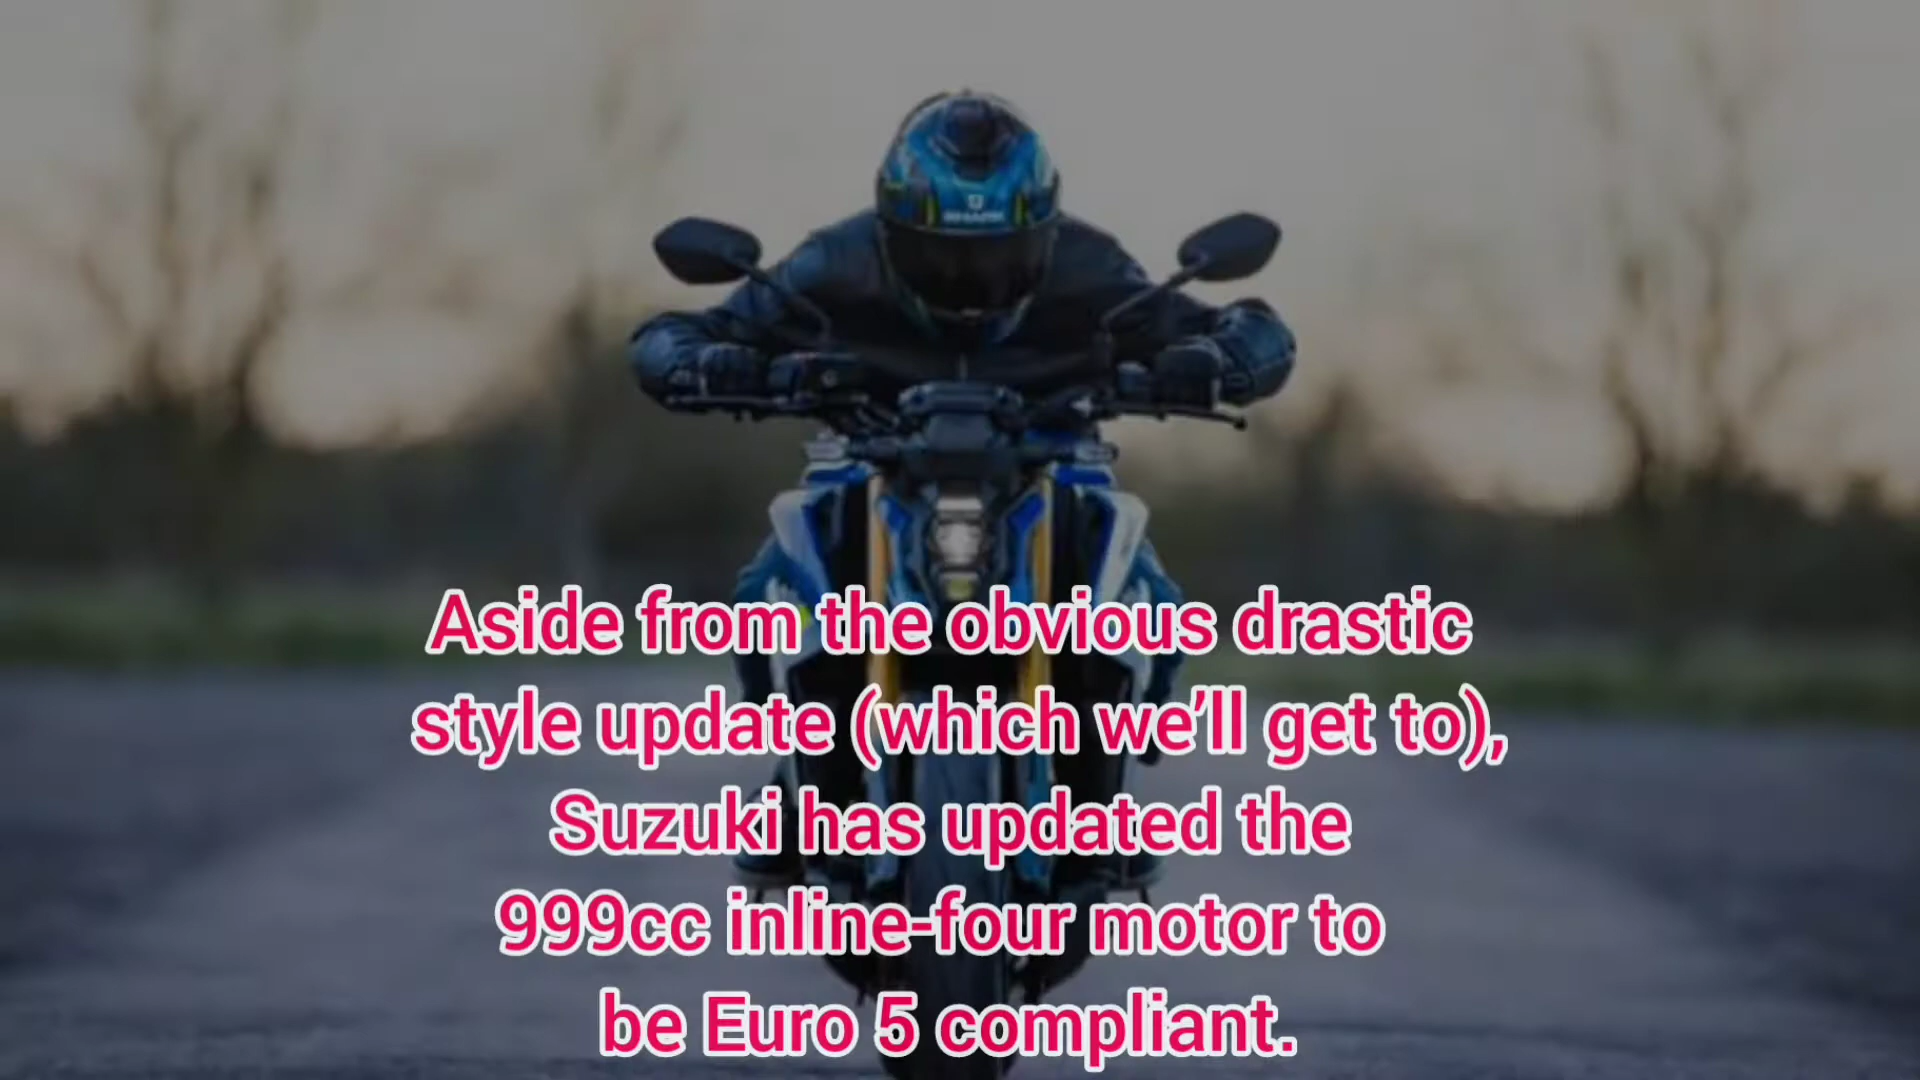 SHARK
Aside from the obvious drastic
style update (which we’ll get to),
Suzuki has updated the
999cc inline-four motor to
be Euro 5 compliant.